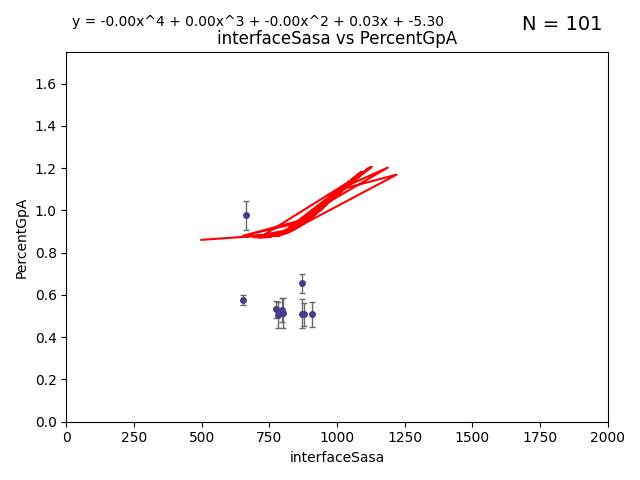 y = -0.00x^4 + 0.00x^3 + -0.00x^2 + 0.03x + -5.30
N = 101
interfaceSasa vs PercentGpA
1.6
1.4
1.2
1.0
0.8
0.6
0.4
0.2
0.0
PercentGpA
0 250 500 750 1000 1250 1500 1750 2000
interfaceSasa